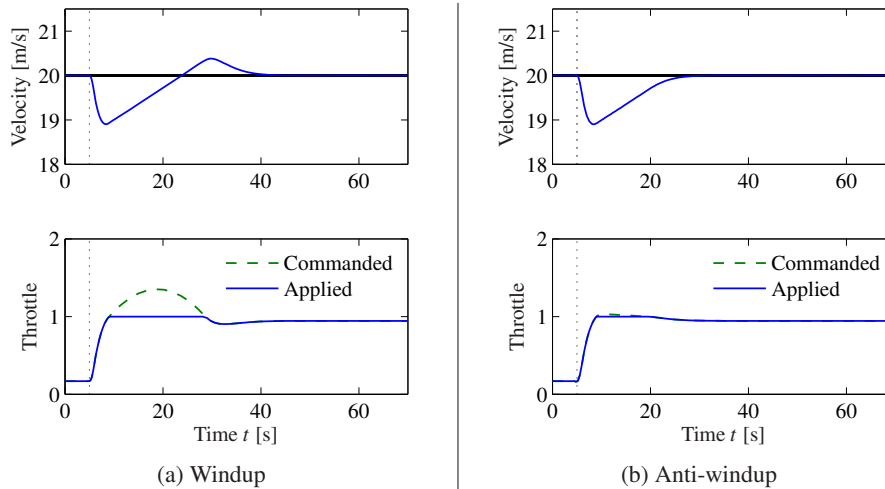 21
20
19
18
0
20
40
60
Velocity [m/s]
2
1
0
0
20
40
60
Throttle
Commanded
Applied
Time t [s]
(a) Windup
21
20
19
18
0
20
40
60
Velocity [m/s]
2
1
0
0
20
40
60
Throttle
Commanded
Applied
Time t [s]
(b) Anti-windup